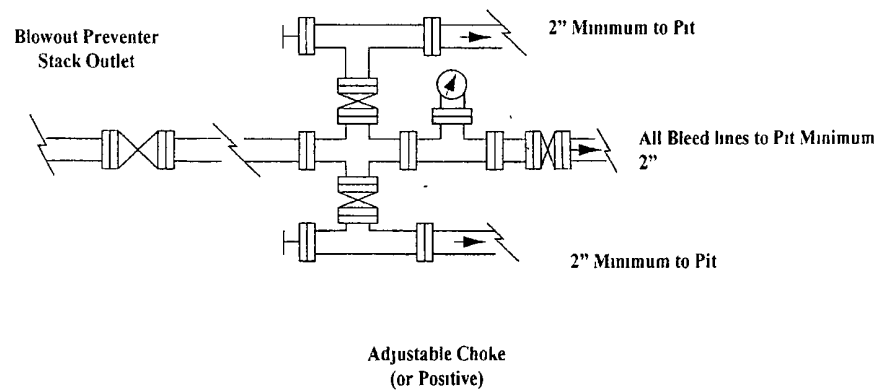 2” Minimum to Pit
Blowout Preventer
Stack Outlet
All Bleed lines to Pit Minimum
2”
2” Minimum to Pit
Adjustable Choke
(or Positive)